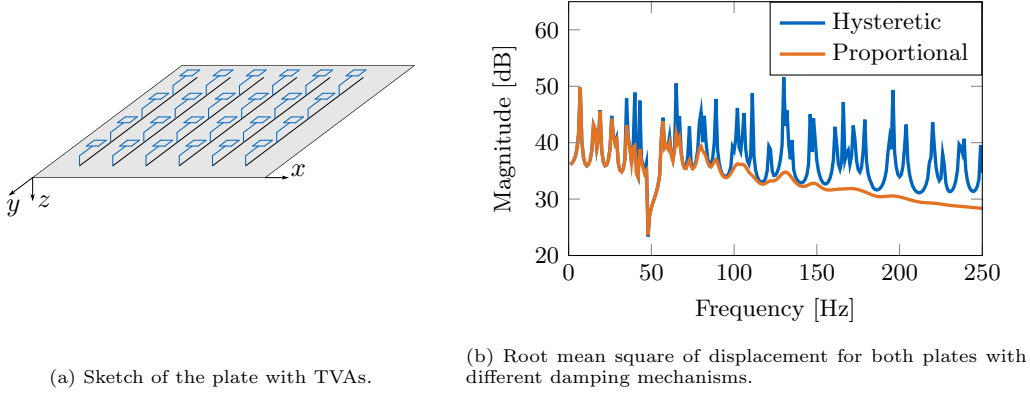 x
y
z
(a) Sketch of the plate with TVAs.
Hysteretic
Proportional
Magnitude [dB]
60
50
40
30
20
0
50
100
150
200
250
Frequency [Hz]
(b) Root mean square of displacement for both plates with
different damping mechanisms.